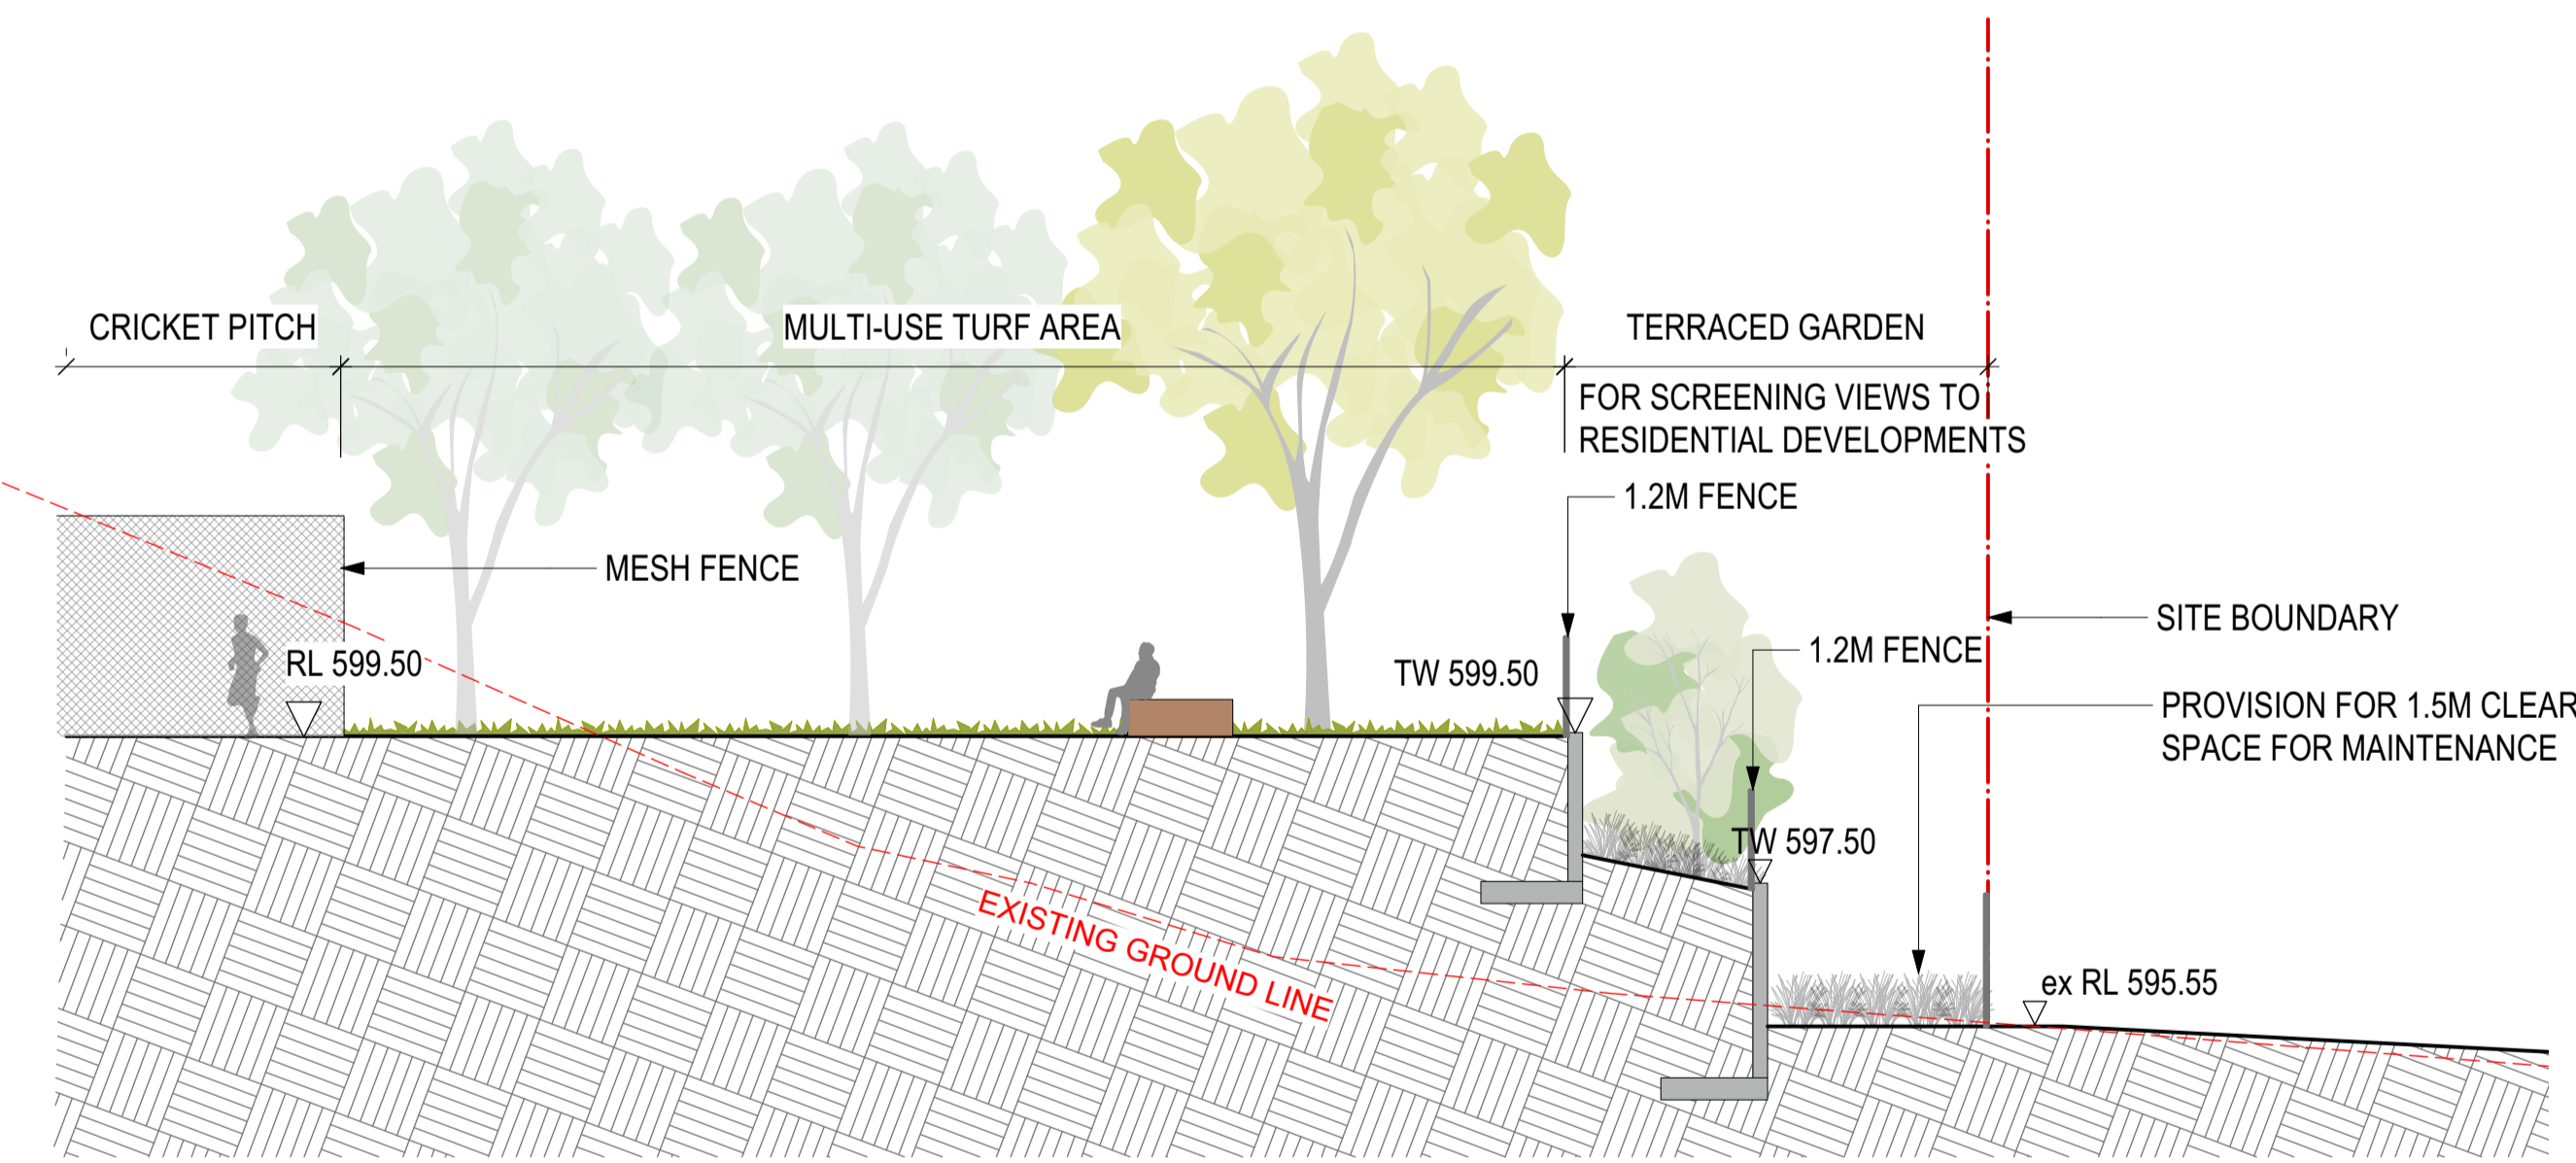 CRICKET PITCH
MULTI-USE TURF AREA
TERRACED GARDEN
FOR SCREENING VIEWS TO
RESIDENTIAL DEVELOPMENTS
1.2M FENCE
MESH FENCE
SITE BOUNDARY
1.2M FENCE
RL 599.50
TW 599.50
PROVISION FOR 1.5M CLEAR
SPACE FOR MAINTENANCE
TW 597.50
EXISTING GROUND LINE
ex RL 595.55